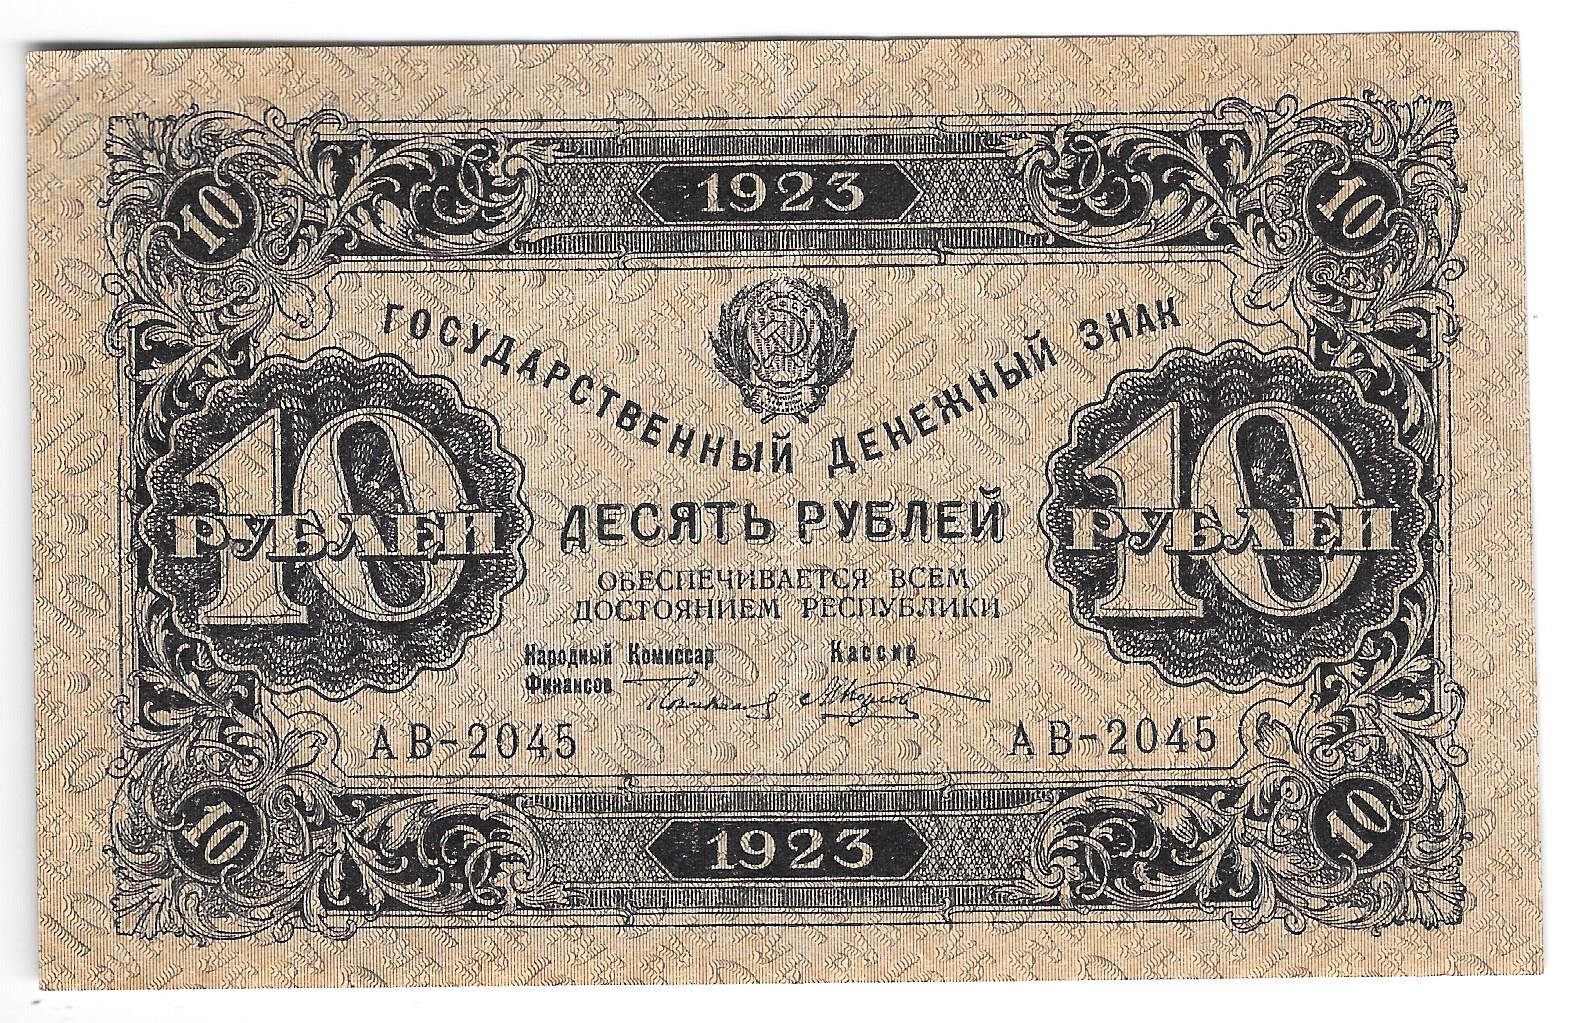 1923
10
10
ГОСУДАРСТВЕННЫЙ ДЕНЕЖНЫЙ ЗНАК
10
РУБЛЕЙ
ДЕСЯТЬ РУБЛЕЙ
10
РУБЛЕЙ
ОБЕСПЕЧИВАЕТСЯ ВСЕМ
ДОСТОЯНИЕМ РЕСПУБЛИКИ
Народный Комиссар
Финансов
Кассир
АВ-2045
АВ-2045
10
10
1923